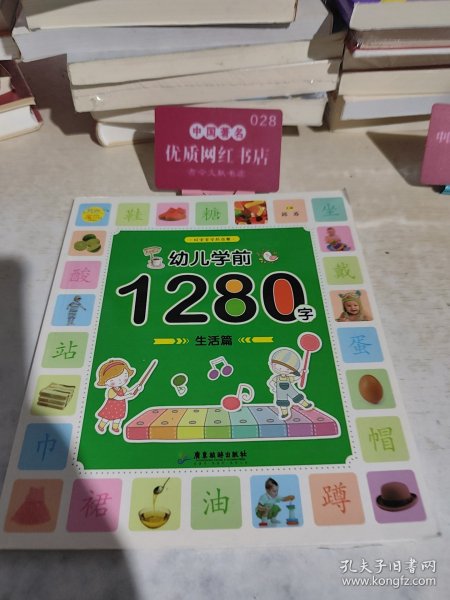 028
中国著名
优质网红书店
鞋
糖
坐
酸
戴
站
蛋
巾
帽
裙
油
蹲
幼儿学前
1280字
生活篇
广东旅游出版社
孔夫子旧书网
www.kongfz.com